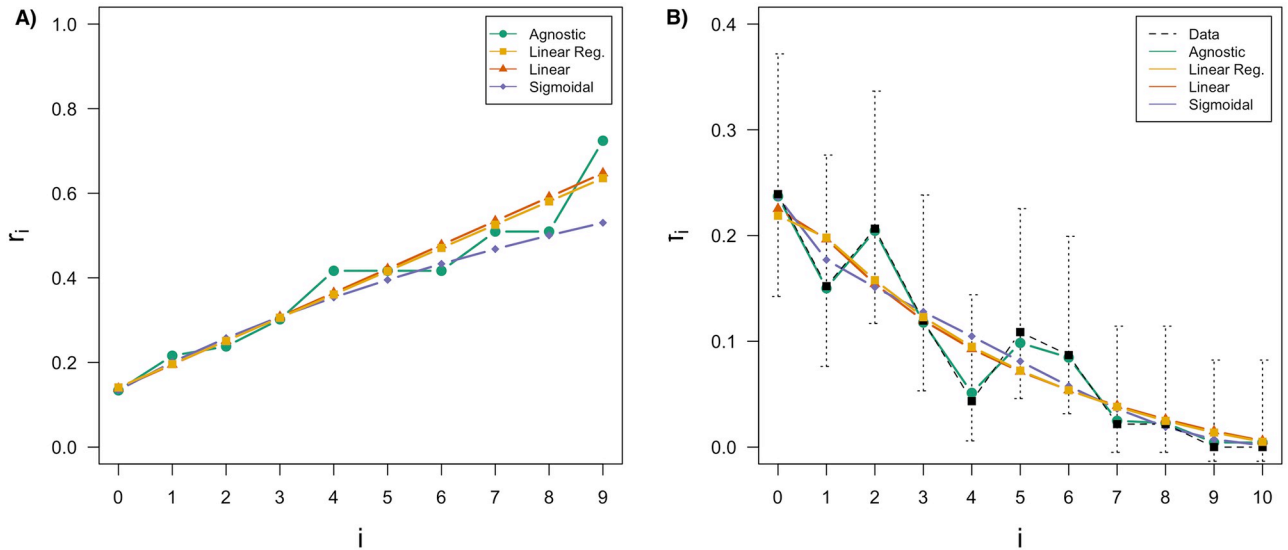 A)
1.0
0.8
0.6
0.4
0.2
0.0
r_i
0 1 2 3 4 5 6 7 8 9
i
Agnostic
Linear Reg.
Linear
Sigmoidal
B)
0.4
0.3
0.2
0.1
0.0
0 1 2 3 4 5 6 7 8 9 10
i
Data
Agnostic
Linear Reg.
Linear
Sigmoidal